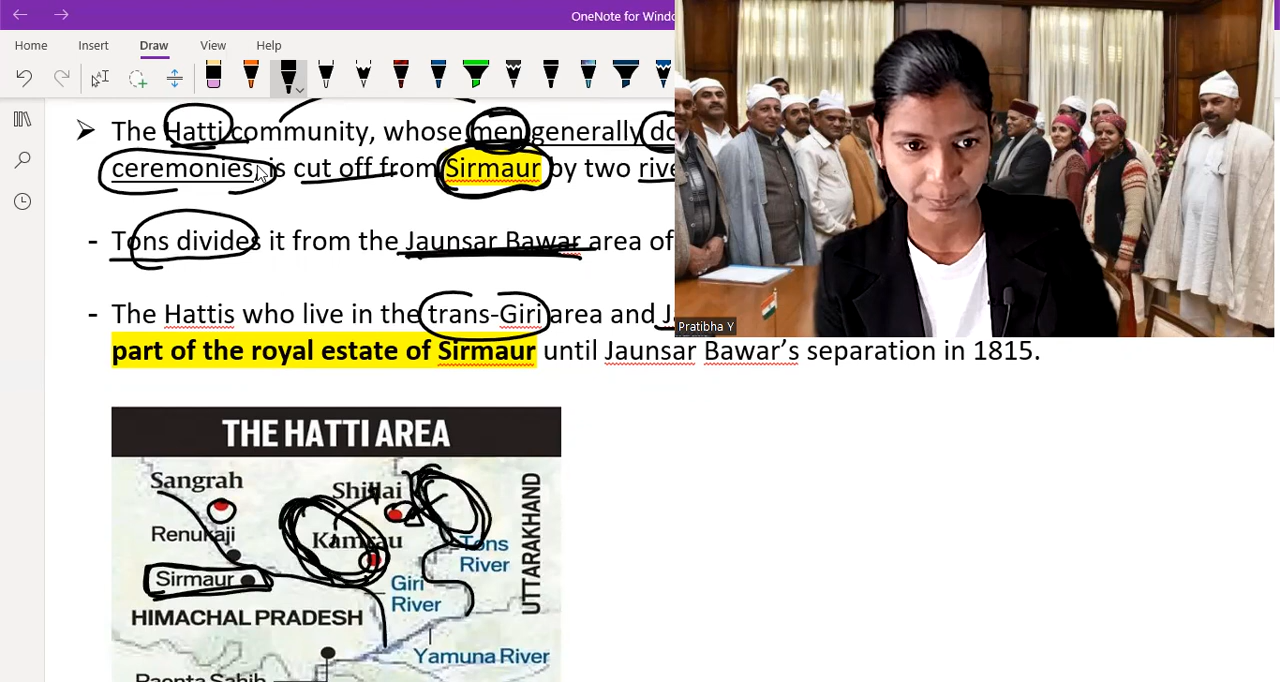 OneNote for Windo
Home Insert Draw View Help
➤ The Hatti community, whose men generally do
ceremonies, is cut off from Sirmaur by two rive
- Tons divides it from the Jaunsar Bawar area of
- The Hattis who live in the trans-Giri area and Ja
part of the royal estate of Sirmaur until Jaunsar Bawar's separation in 1815.
Pratibha Y
THE HATTI AREA
Sangrah
Shillai
Renukaji
Kamrau
Tons
River
UTTARAKHAND
Sirmaur
Giri
River
HIMACHAL PRADESH
Yamuna River
Paonta Sahib